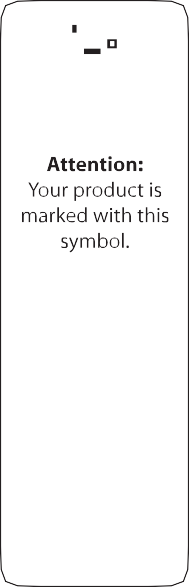 Attention:
Your product is
marked with this
symbol.